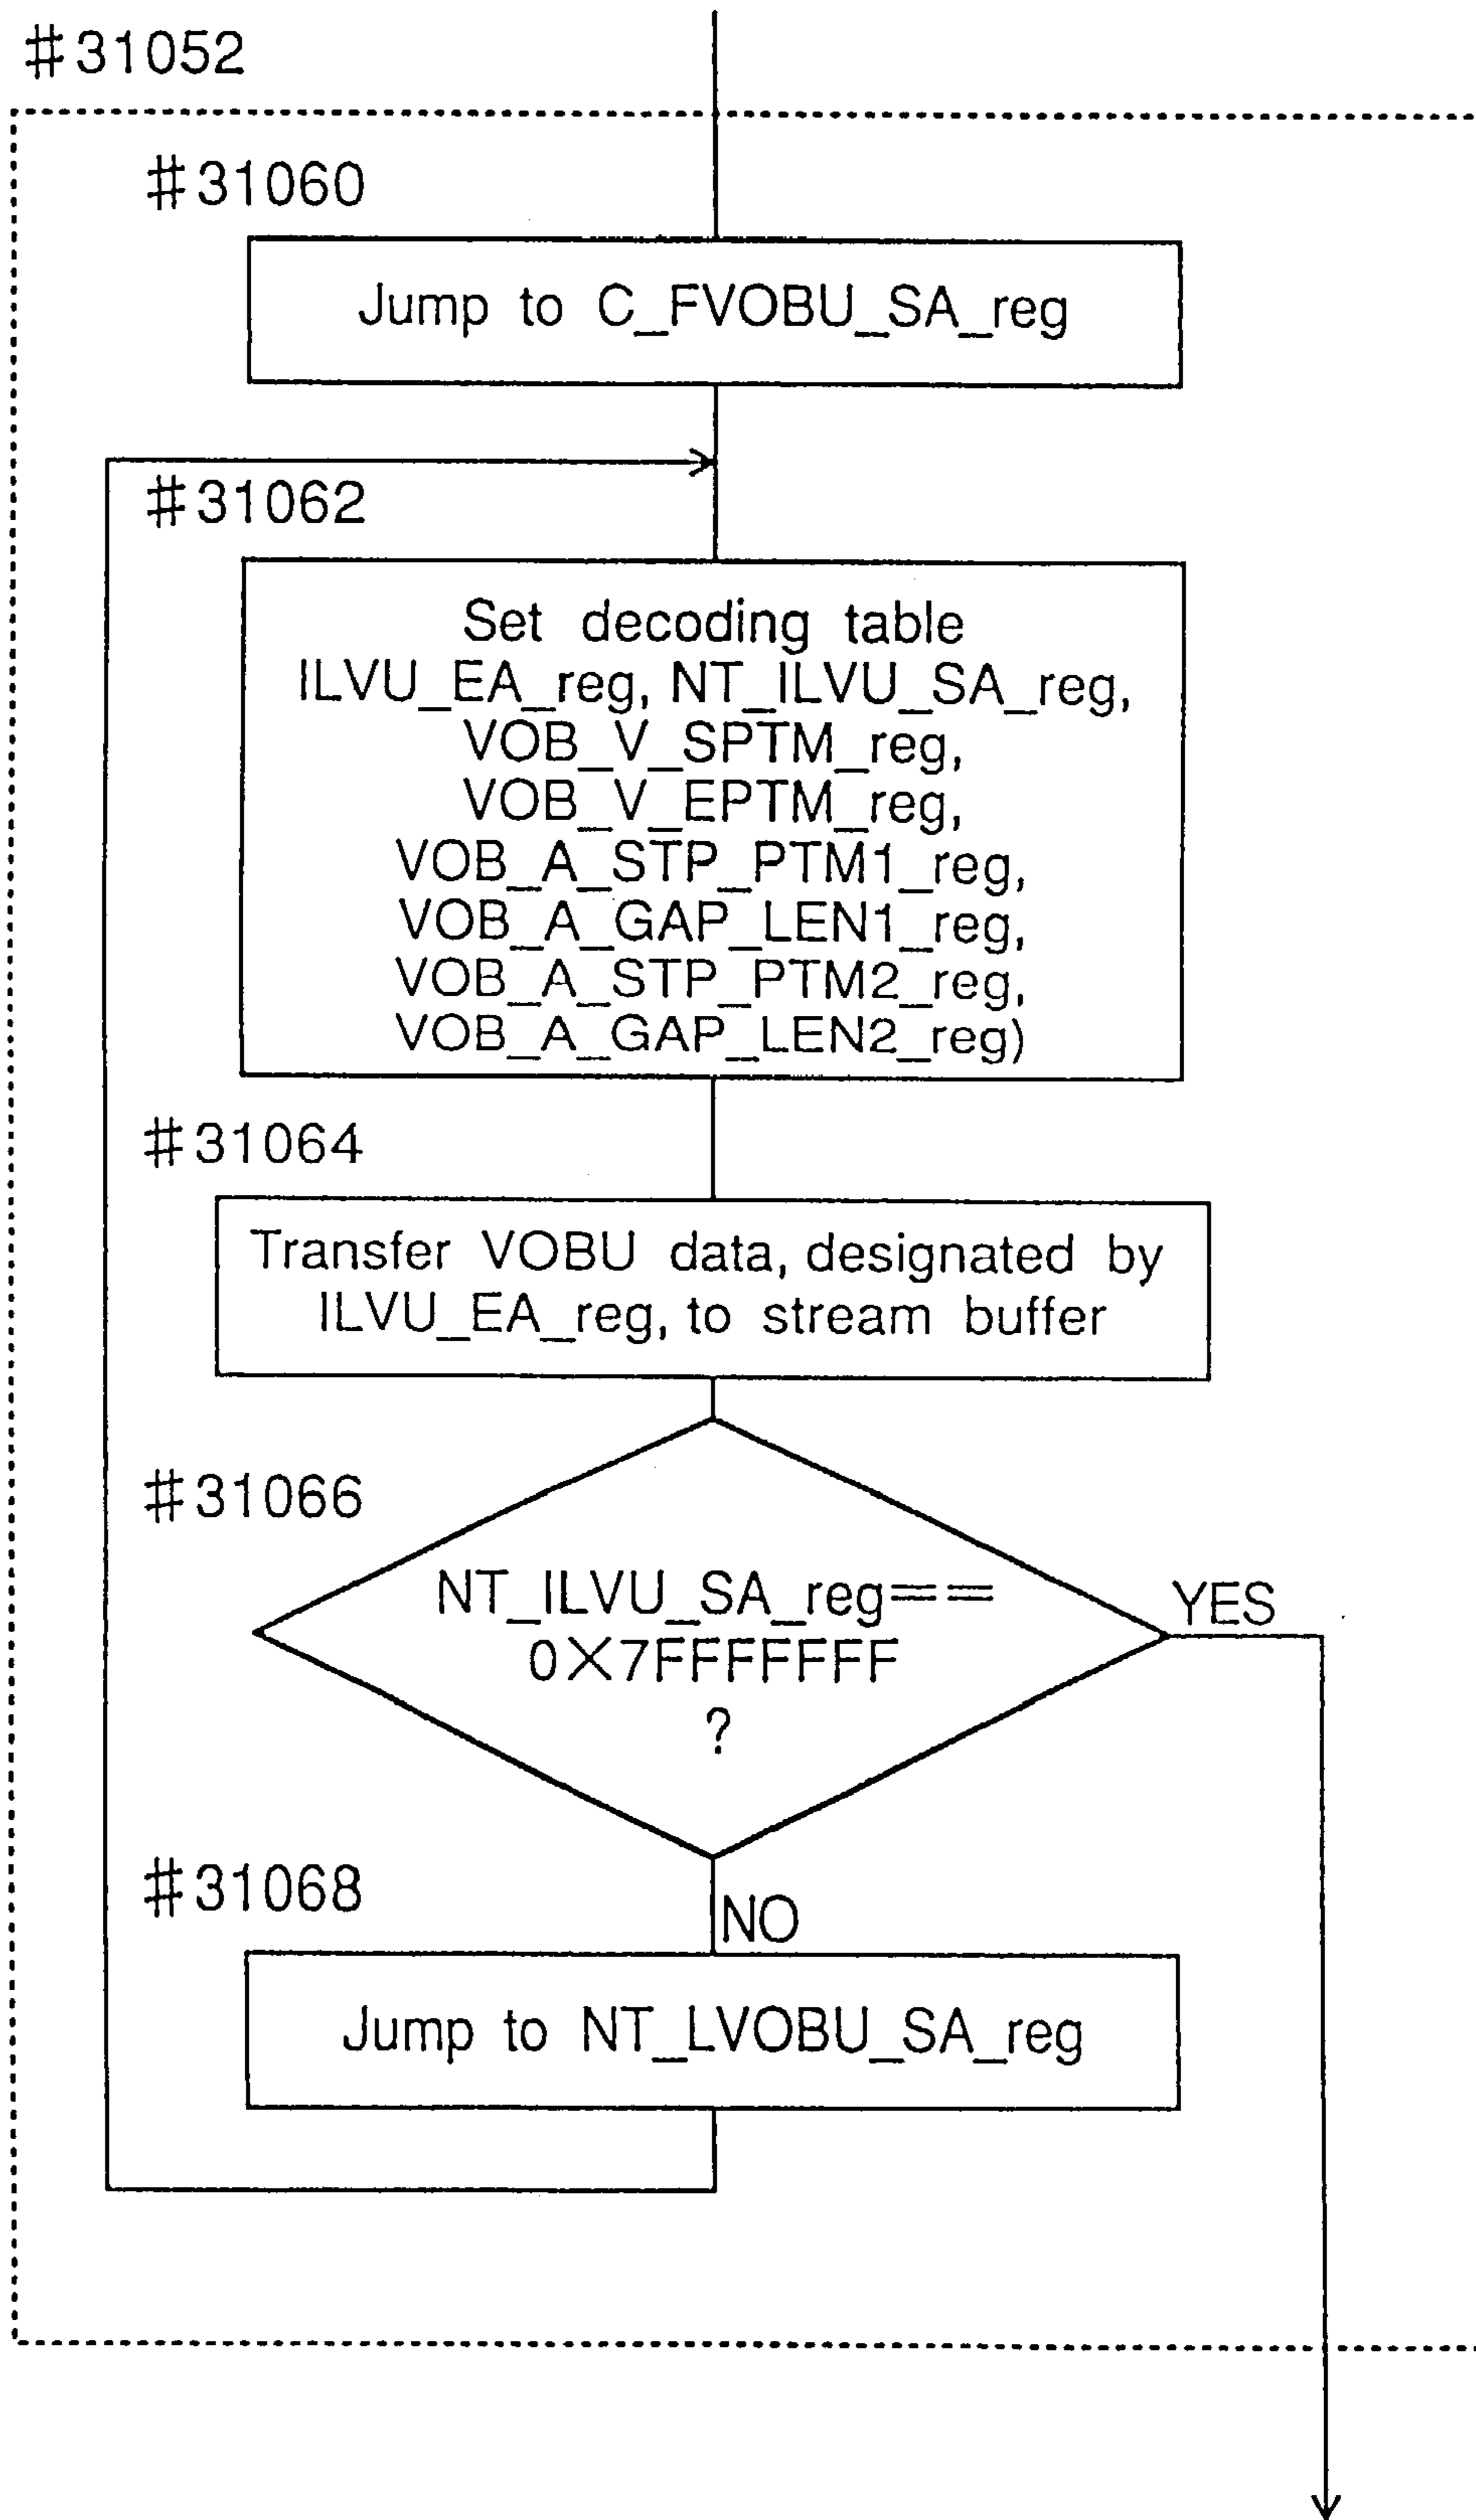 #31052
#31060
Jump to C_FVOBU_SA_reg
#31062
Set decoding table
ILVU_EA_reg, NT_ILVU_SA_reg,
VOB_V_SPTM_reg,
VOB_V_EPTM_reg,
VOB_A_STP_PTM1_reg,
VOB_A_GAP_LEN1_reg,
VOB_A_STP_PTM2_reg,
VOB_A_GAP_LEN2_reg)
#31064
Transfer VOBU data, designated by
ILVU_EA_reg, to stream buffer
#31066
NT_ILVU_SA_reg==
0X7FFFFFFF
?
YES
#31068
NO
Jump to NT_LVOBU_SA_reg